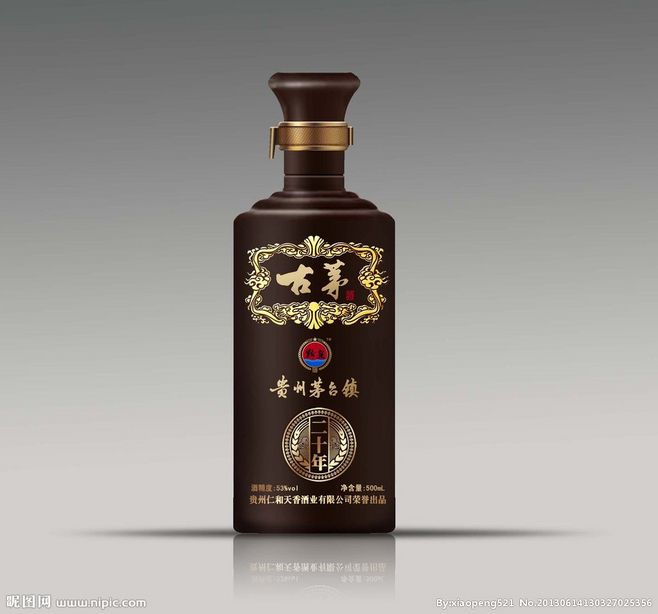 古茅
贵州茅台镇
二十年
酒精度:53%vol 净含量:500mL
贵州仁和天香酒业有限公司荣誉出品
昵图网 www.nipic.com
By:xiaopeng521 No.20130614130327025356